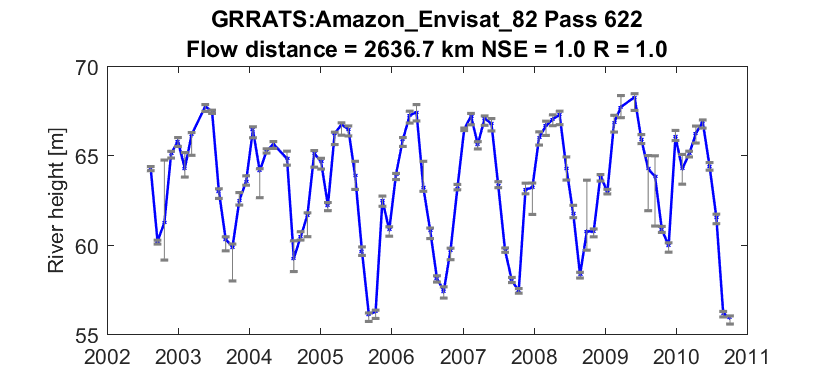 GRRATS:Amazon_Envisat_82 Pass 622
Flow distance = 2636.7 km NSE = 1.0 R = 1.0
River height [m]
70
65
60
55
2002 2003 2004 2005 2006 2007 2008 2009 2010 2011